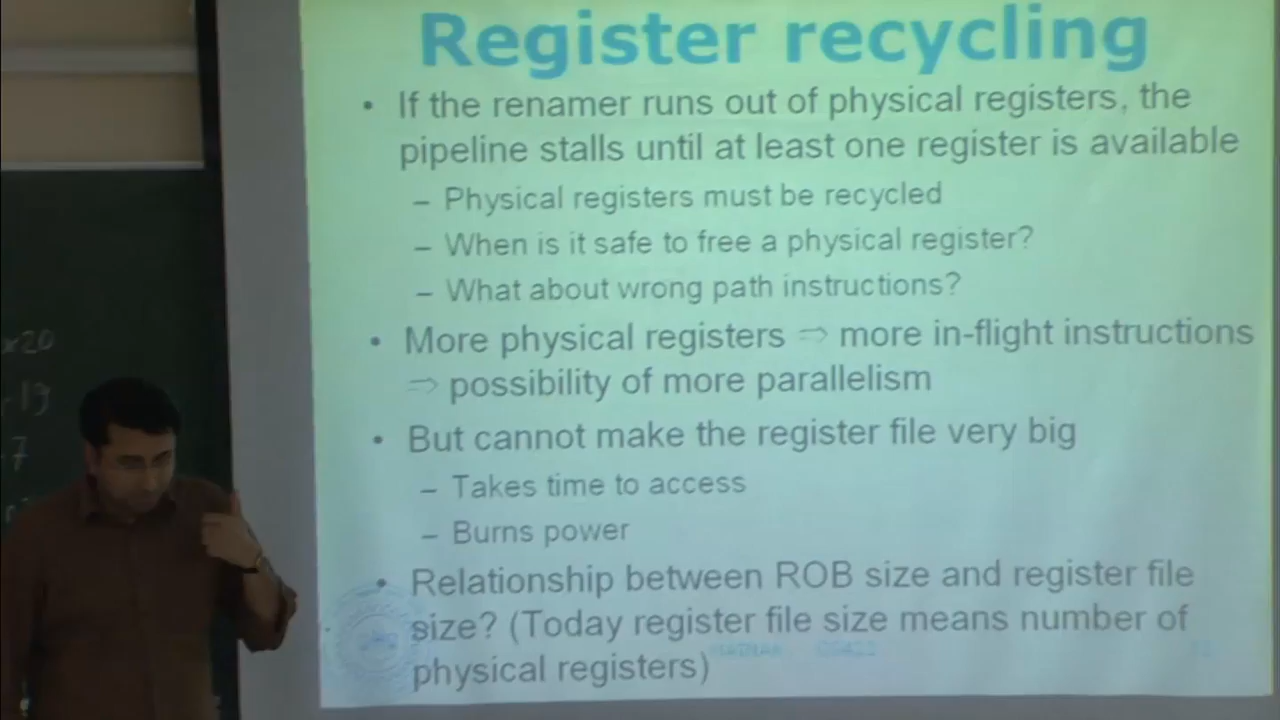 Register recycling
• If the renamer runs out of physical registers, the
pipeline stalls until at least one register is available
– Physical registers must be recycled
– When is it safe to free a physical register?
– What about wrong path instructions?
• More physical registers ⇒ more in-flight instructions
⇒ possibility of more parallelism
• But cannot make the register file very big
– Takes time to access
– Burns power
• Relationship between ROB size and register file
size? (Today register file size means number of
physical registers)
x20
19
7